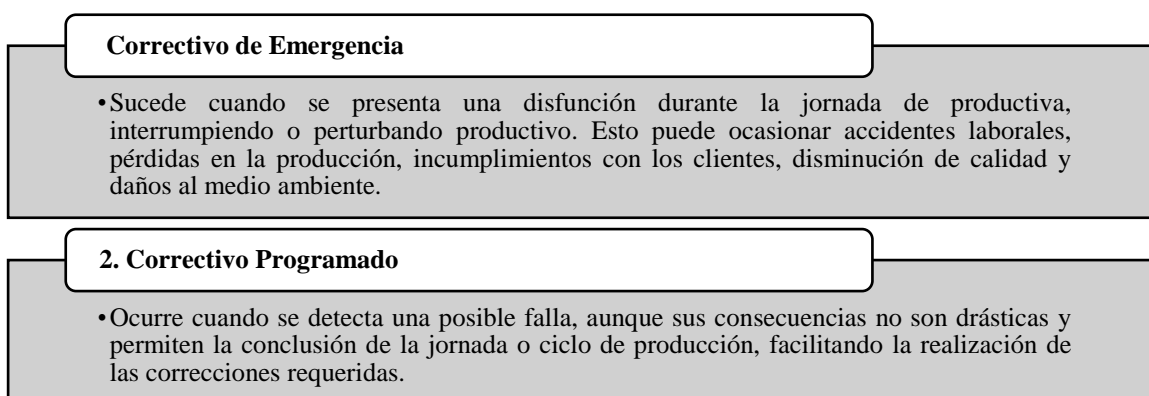 Correctivo de Emergencia
•Sucede cuando se presenta una disfunción durante la jornada de productiva,
interrumpiendo o perturbando productivo. Esto puede ocasionar accidentes laborales,
pérdidas en la producción, incumplimientos con los clientes, disminución de calidad y
daños al medio ambiente.
2. Correctivo Programado
•Ocurre cuando se detecta una posible falla, aunque sus consecuencias no son drásticas y
permiten la conclusión de la jornada o ciclo de producción, facilitando la realización de
las correcciones requeridas.